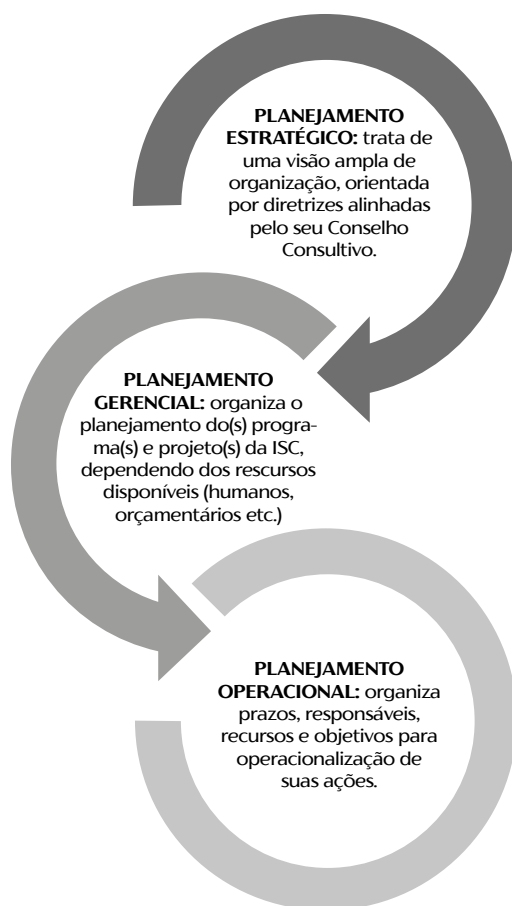 PLANEJAMENTO
ESTRATÉGICO: trata de
uma visão ampla de
organização, orientada
por diretrizes alinhadas
pelo seu Conselho
Consultivo.
PLANEJAMENTO
GERENCIAL: organiza o
planejamento do(s) progra-
ma(s) e projeto(s) da ISC,
dependendo dos rescursos
disponíveis (humanos,
orçamentários etc.)
PLANEJAMENTO
OPERACIONAL: organiza
prazos, responsáveis,
recursos e objetivos para
operacionalização de
suas ações.